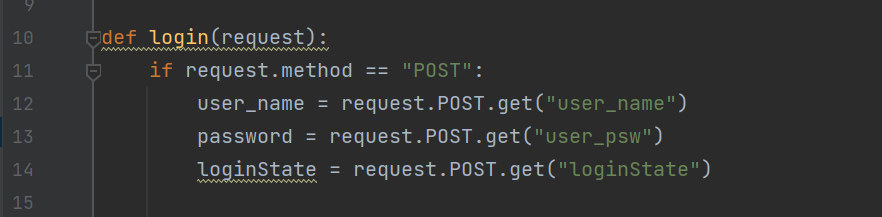 9
10 def login(request):
11 if request.method == "POST":
12 user_name = request.POST.get("user_name")
13 password = request.POST.get("user_psw")
14 loginState = request.POST.get("loginState")
15